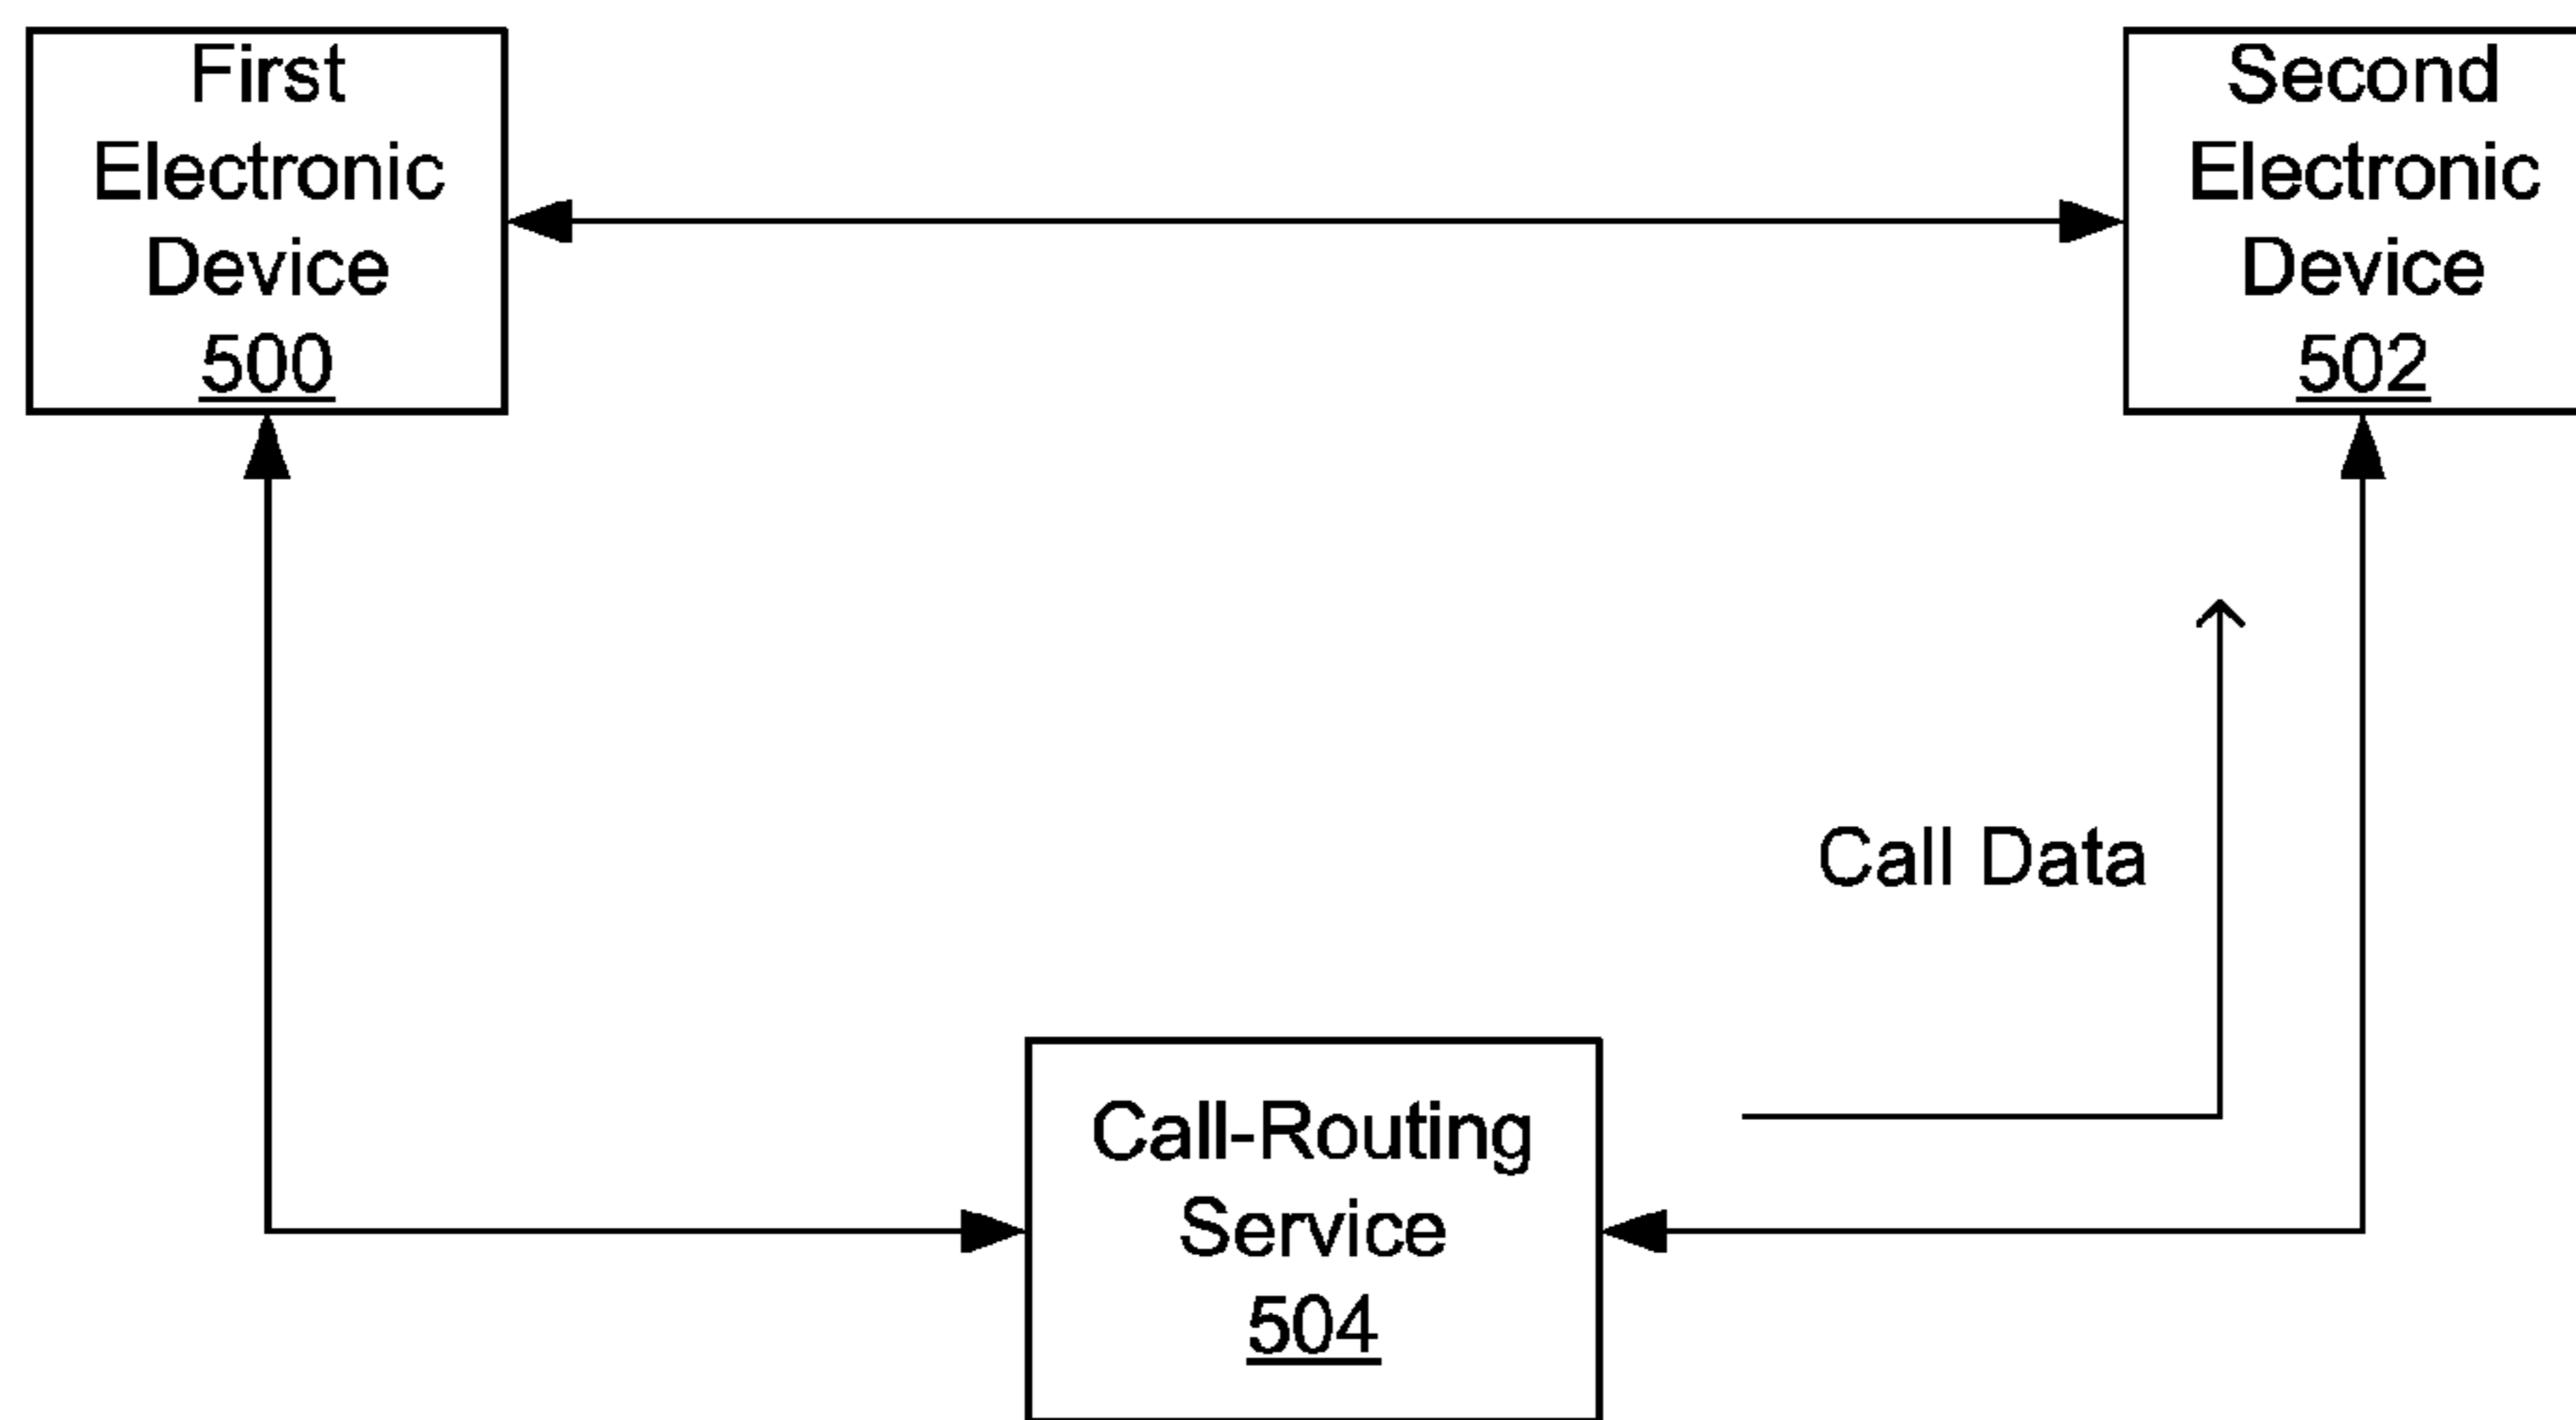 First
Electronic
Device
500
Second
Electronic
Device
502
Call Data
Call-Routing
Service
504